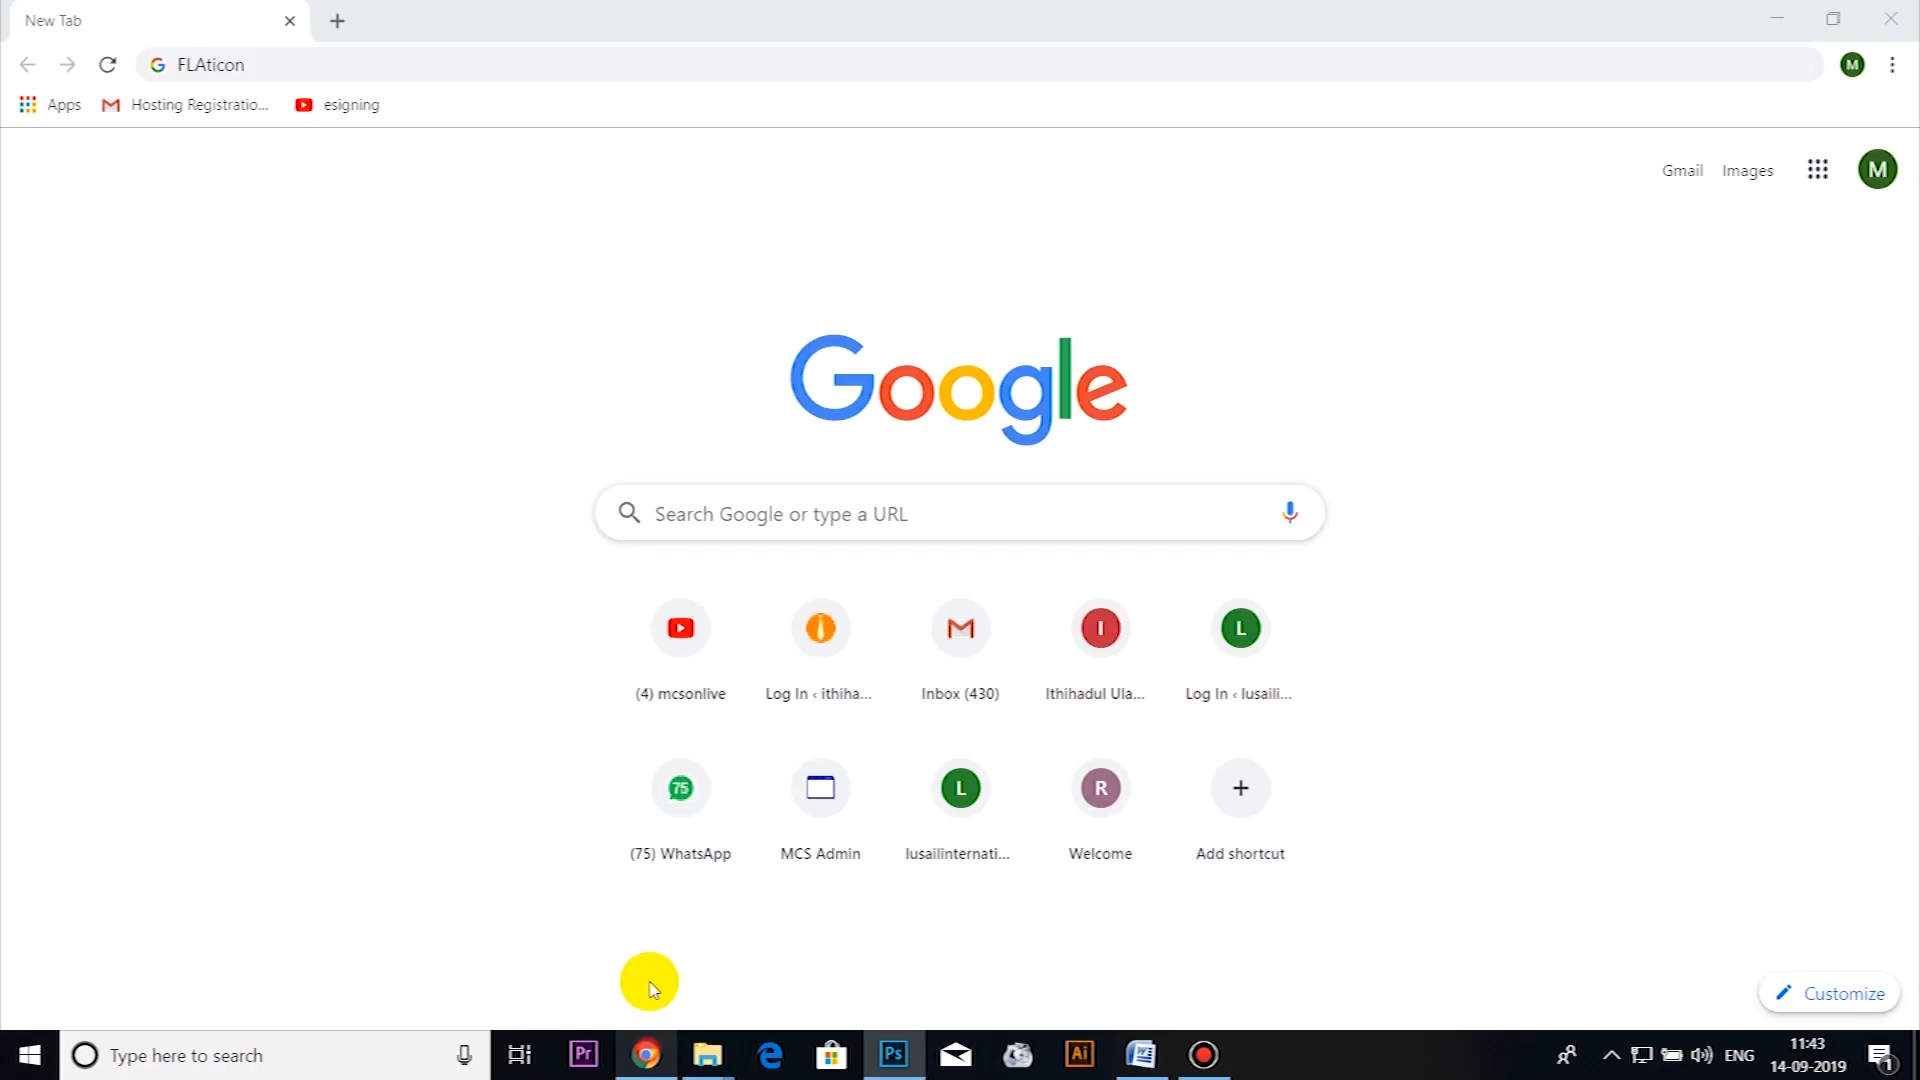 New Tab
FLAticon
M
Apps
Hosting Registratio...
esigning
Gmail
Images
M
Google
Search Google or type a URL
I
L
(4) mcsonlive
Log In ‹ ithiha...
Inbox (430)
Ithihadul Ula...
Log In ‹ lusaili...
75
L
R
(75) WhatsApp
MCS Admin
lusailinternati...
Welcome
Add shortcut
Customize
Type here to search
Pr
Ps
Ai
W
ENG
11:43
14-09-2019
1